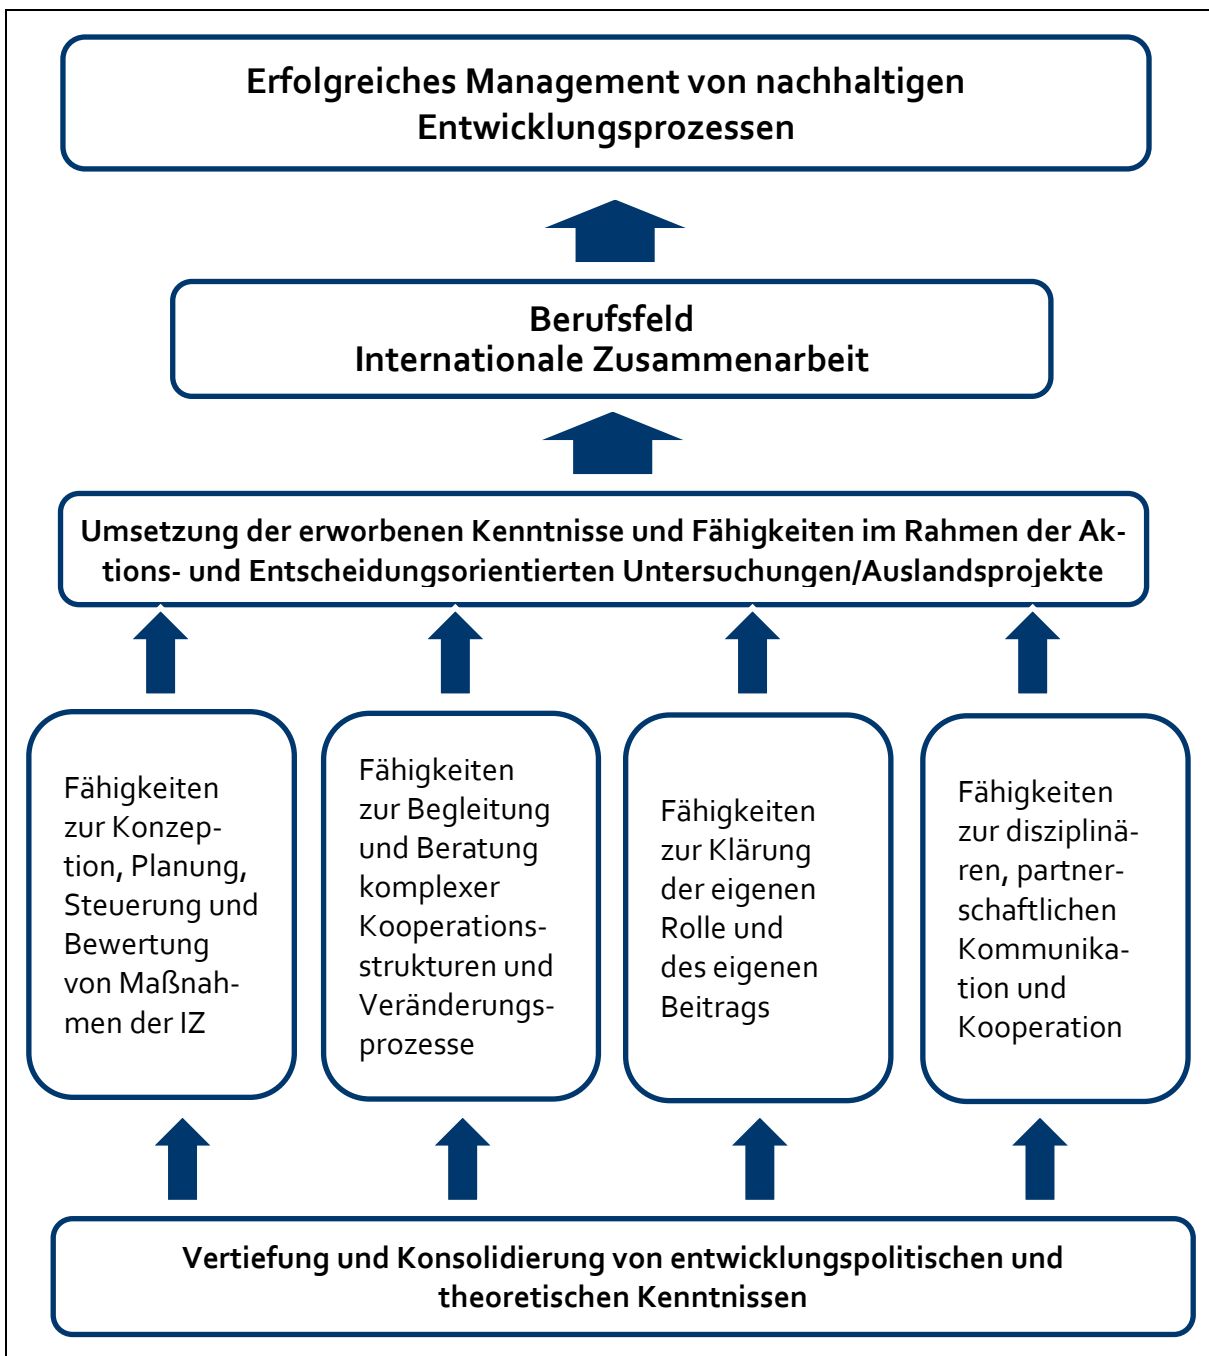 Erfolgreiches Management von nachhaltigen
Entwicklungsprozessen
Berufsfeld
Internationale Zusammenarbeit
Umsetzung der erworbenen Kenntnisse und Fähigkeiten im Rahmen der Ak-
tions- und Entscheidungsorientierten Untersuchungen/Auslandsprojekte
Fähigkeiten
zur Konzep-
tion, Planung,
Steuerung und
Bewertung
von Maßnah-
men der IZ
Fähigkeiten
zur Begleitung
und Beratung
komplexer
Kooperations-
strukturen und
Veränderungs-
prozesse
Fähigkeiten
zur Klärung
der eigenen
Rolle und
des eigenen
Beitrags
Fähigkeiten
zur disziplinä-
ren, partner-
schaftlichen
Kommunika-
tion und
Kooperation
Vertiefung und Konsolidierung von entwicklungspolitischen und
theoretischen Kenntnissen